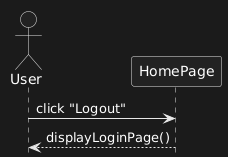 User
HomePage
click "Logout"
displayLoginPage()